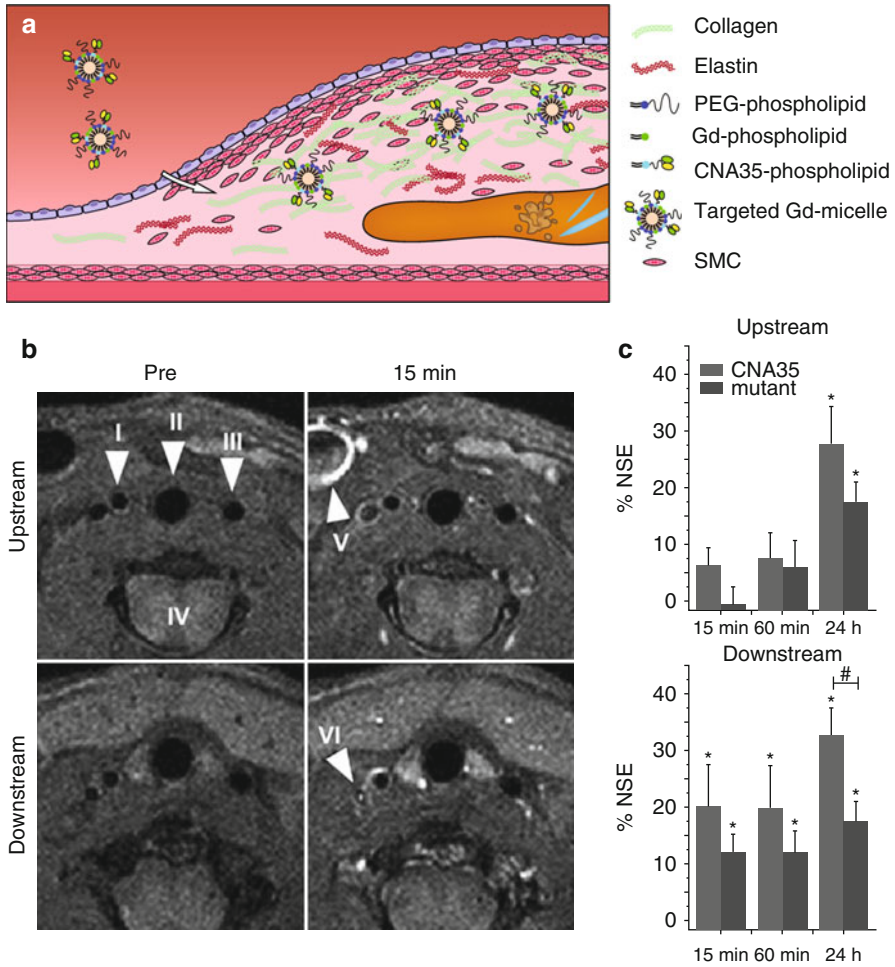 a
Collagen
Elastin
PEG-phospholipid
Gd-phospholipid
CNA35-phospholipid
Targeted Gd-micelle
SMC
b
Pre
15 min
Upstream
I
II
III
IV
V
Downstream
VI
c
Upstream
CNA35
mutant
% NSE
40
30
20
10
0
*
*
15 min 60 min 24 h
Downstream
#
% NSE
40
30
20
10
0
* * * * * *
15 min 60 min 24 h